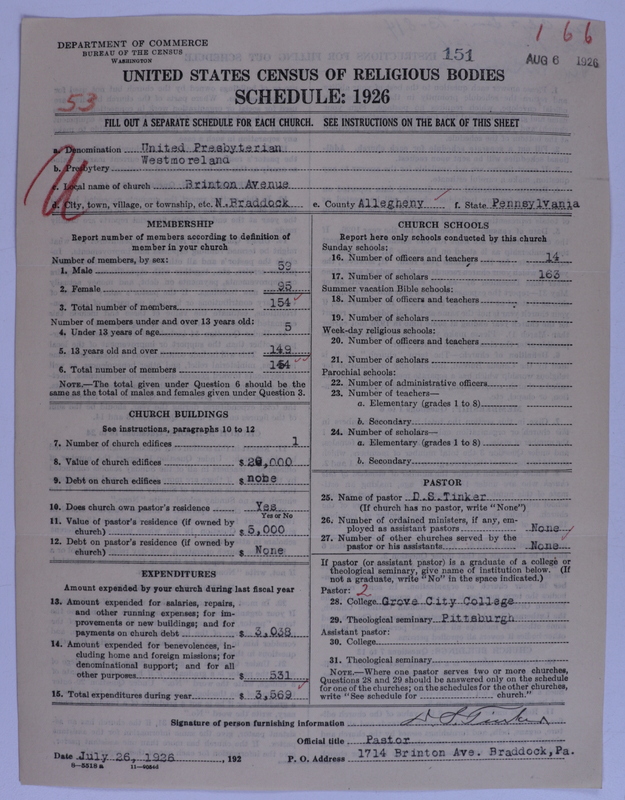 166
151
AUG 6 1926
DEPARTMENT OF COMMERCE
BUREAU OF THE CENSUS
WASHINGTON
UNITED STATES CENSUS OF RELIGIOUS BODIES
SCHEDULE: 1926
53
FILL OUT A SEPARATE SCHEDULE FOR EACH CHURCH. SEE INSTRUCTIONS ON THE BACK OF THIS SHEET
a. Denomination United Presbyterian
b. Presbytery Westmoreland
c. Local name of church Brinton Avenue
d. City, town, village, or township, etc. N.Braddock e. County Allegheny f. State Pennsylvania
MEMBERSHIP
Report number of members according to definition of
member in your church
Number of members, by sex:
1. Male 59
2. Female 95
3. Total number of members 154
Number of members under and over 13 years old:
4. Under 13 years of age 5
5. 13 years old and over 149
6. Total number of members 154
NOTE.—The total given under Question 6 should be the
same as the total of males and females given under Question 3.
CHURCH BUILDINGS
See instructions, paragraphs 10 to 12
7. Number of church edifices 1
8. Value of church edifices $20,000
9. Debt on church edifices $none
10. Does church own pastor's residence Yes
Yes or No
11. Value of pastor's residence (if owned by
church) $5,000
12. Debt on pastor's residence (if owned by
church) $ None
EXPENDITURES
Amount expended by your church during last fiscal year
13. Amount expended for salaries, repairs,
and other running expenses; for im-
provements or new buildings; and for
payments on church debt $ 3,038
14. Amount expended for benevolences, in-
cluding home and foreign missions; for
denominational support; and for all
other purposes $ 531
15. Total expenditures during year $ 3,569
CHURCH SCHOOLS
Report here only schools conducted by this church
Sunday schools:
16. Number of officers and teachers 14
17. Number of scholars 163
Summer vacation Bible schools:
18. Number of officers and teachers
19. Number of scholars
Week-day religious schools:
20. Number of officers and teachers
21. Number of scholars
Parochial schools:
22. Number of administrative officers
23. Number of teachers—
a. Elementary (grades 1 to 8)
b. Secondary
24. Number of scholars—
a. Elementary (grades 1 to 8)
b. Secondary
PASTOR
25. Name of pastor D.S.Tinker
(If church has no pastor, write "None")
26. Number of ordained ministers, if any, em-
ployed as assistant pastors None
27. Number of other churches served by the
pastor or his assistants None
If pastor (or assistant pastor) is a graduate of a college or
theological seminary, give name of institution below. (If
not a graduate, write "No" in the space indicated.)
Pastor: 2
28. College Grove City College
29. Theological seminary Pittsburgh
Assistant pastor:
30. College
31. Theological seminary
NOTE.—Where one pastor serves two or more churches,
Questions 28 and 29 should be answered only on the schedule
for one of the churches; on the schedules for the other churches,
write "See schedule for church."
Signature of person furnishing information D S Tinker
Official title Pastor
Date July 26, 1926, 192 P. O. Address 1714 Brinton Ave. Braddock,Pa.